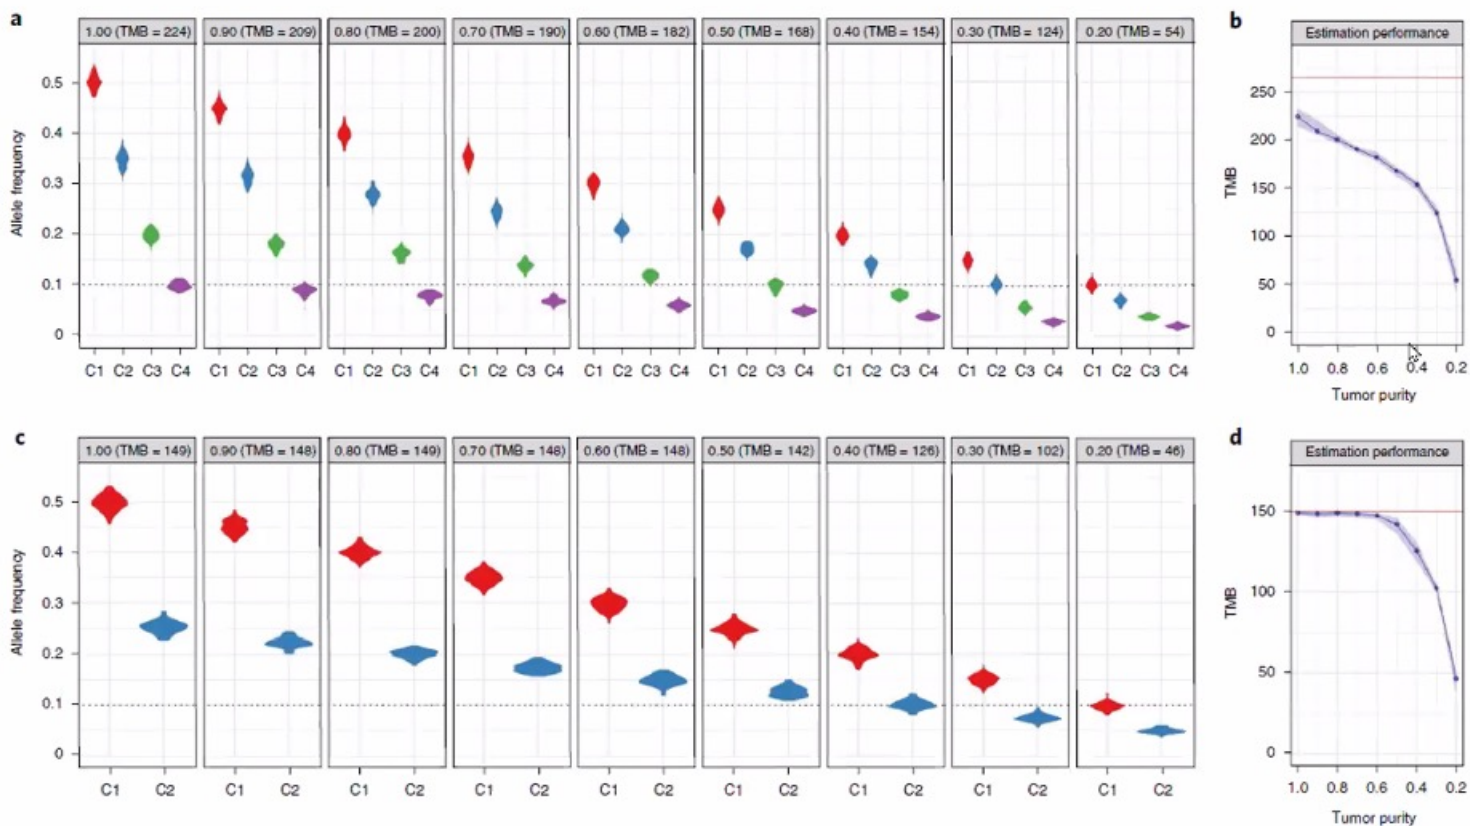 a
1.00 (TMB = 224) 0.90 (TMB = 209) 0.80 (TMB = 200) 0.70 (TMB = 190) 0.60 (TMB = 182) 0.50 (TMB = 168) 0.40 (TMB = 154) 0.30 (TMB = 124) 0.20 (TMB = 54)
Allele frequency
0.5
0.4
0.3
0.2
0.1
0
C1 C2 C3 C4 C1 C2 C3 C4 C1 C2 C3 C4 C1 C2 C3 C4 C1 C2 C3 C4 C1 C2 C3 C4 C1 C2 C3 C4 C1 C2 C3 C4 C1 C2 C3 C4
b
Estimation performance
TMB
250
200
150
100
50
0
1.0 0.8 0.6 0.4 0.2
Tumor purity
c
1.00 (TMB = 149) 0.90 (TMB = 148) 0.80 (TMB = 149) 0.70 (TMB = 148) 0.60 (TMB = 148) 0.50 (TMB = 142) 0.40 (TMB = 126) 0.30 (TMB = 102) 0.20 (TMB = 46)
Allele frequency
0.5
0.4
0.3
0.2
0.1
0
C1 C2 C1 C2 C1 C2 C1 C2 C1 C2 C1 C2 C1 C2 C1 C2 C1 C2
d
Estimation performance
TMB
150
100
50
0
1.0 0.8 0.6 0.4 0.2
Tumor purity